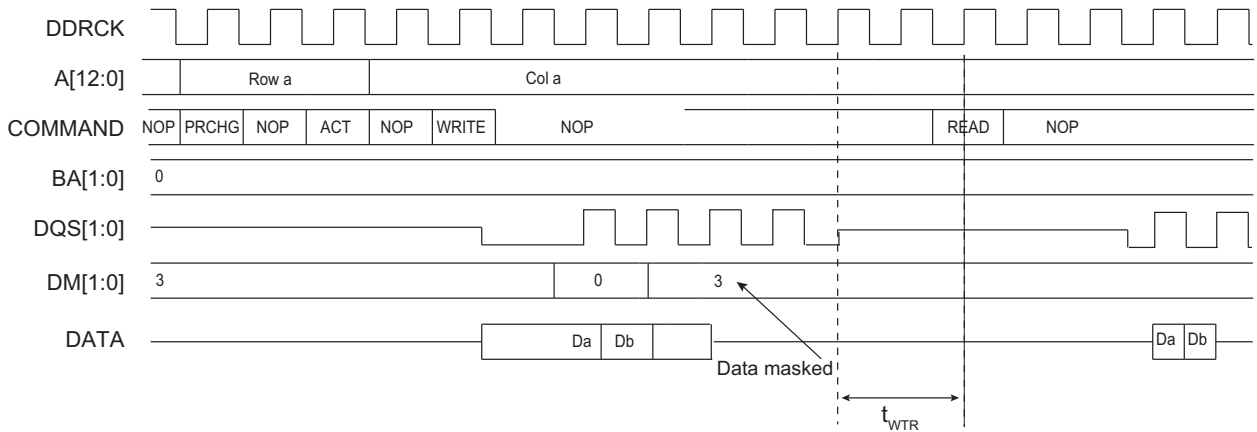 DDRCK
A[12:0] Row a Col a
COMMAND NOP PRCHG NOP ACT NOP WRITE NOP READ NOP
BA[1:0] 0
DQS[1:0]
DM[1:0] 3 0 3
DATA Da Db Da Db
Data masked
tWTR